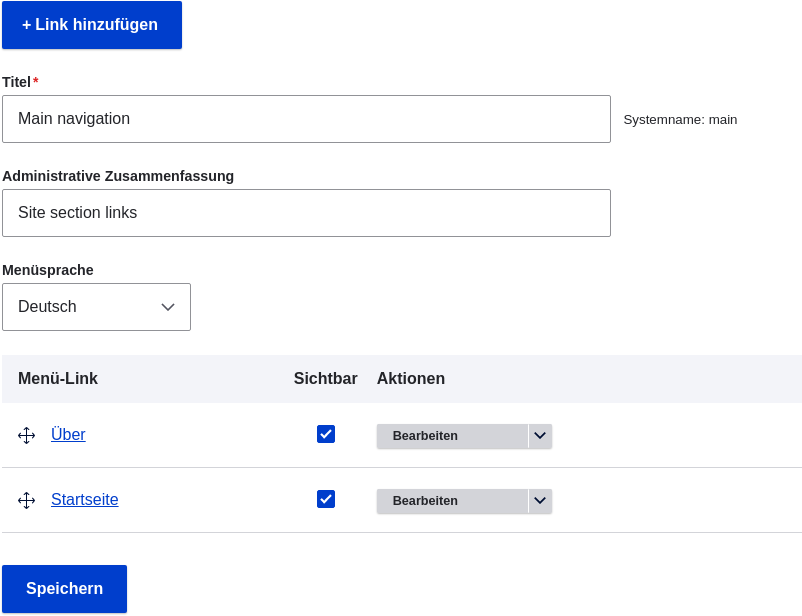 + Link hinzufügen
Titel*
Main navigation
Systemname: main
Administrative Zusammenfassung
Site section links
Menüsprache
Deutsch
Menü-Link Sichtbar Aktionen
Über Bearbeiten
Startseite Bearbeiten
Speichern